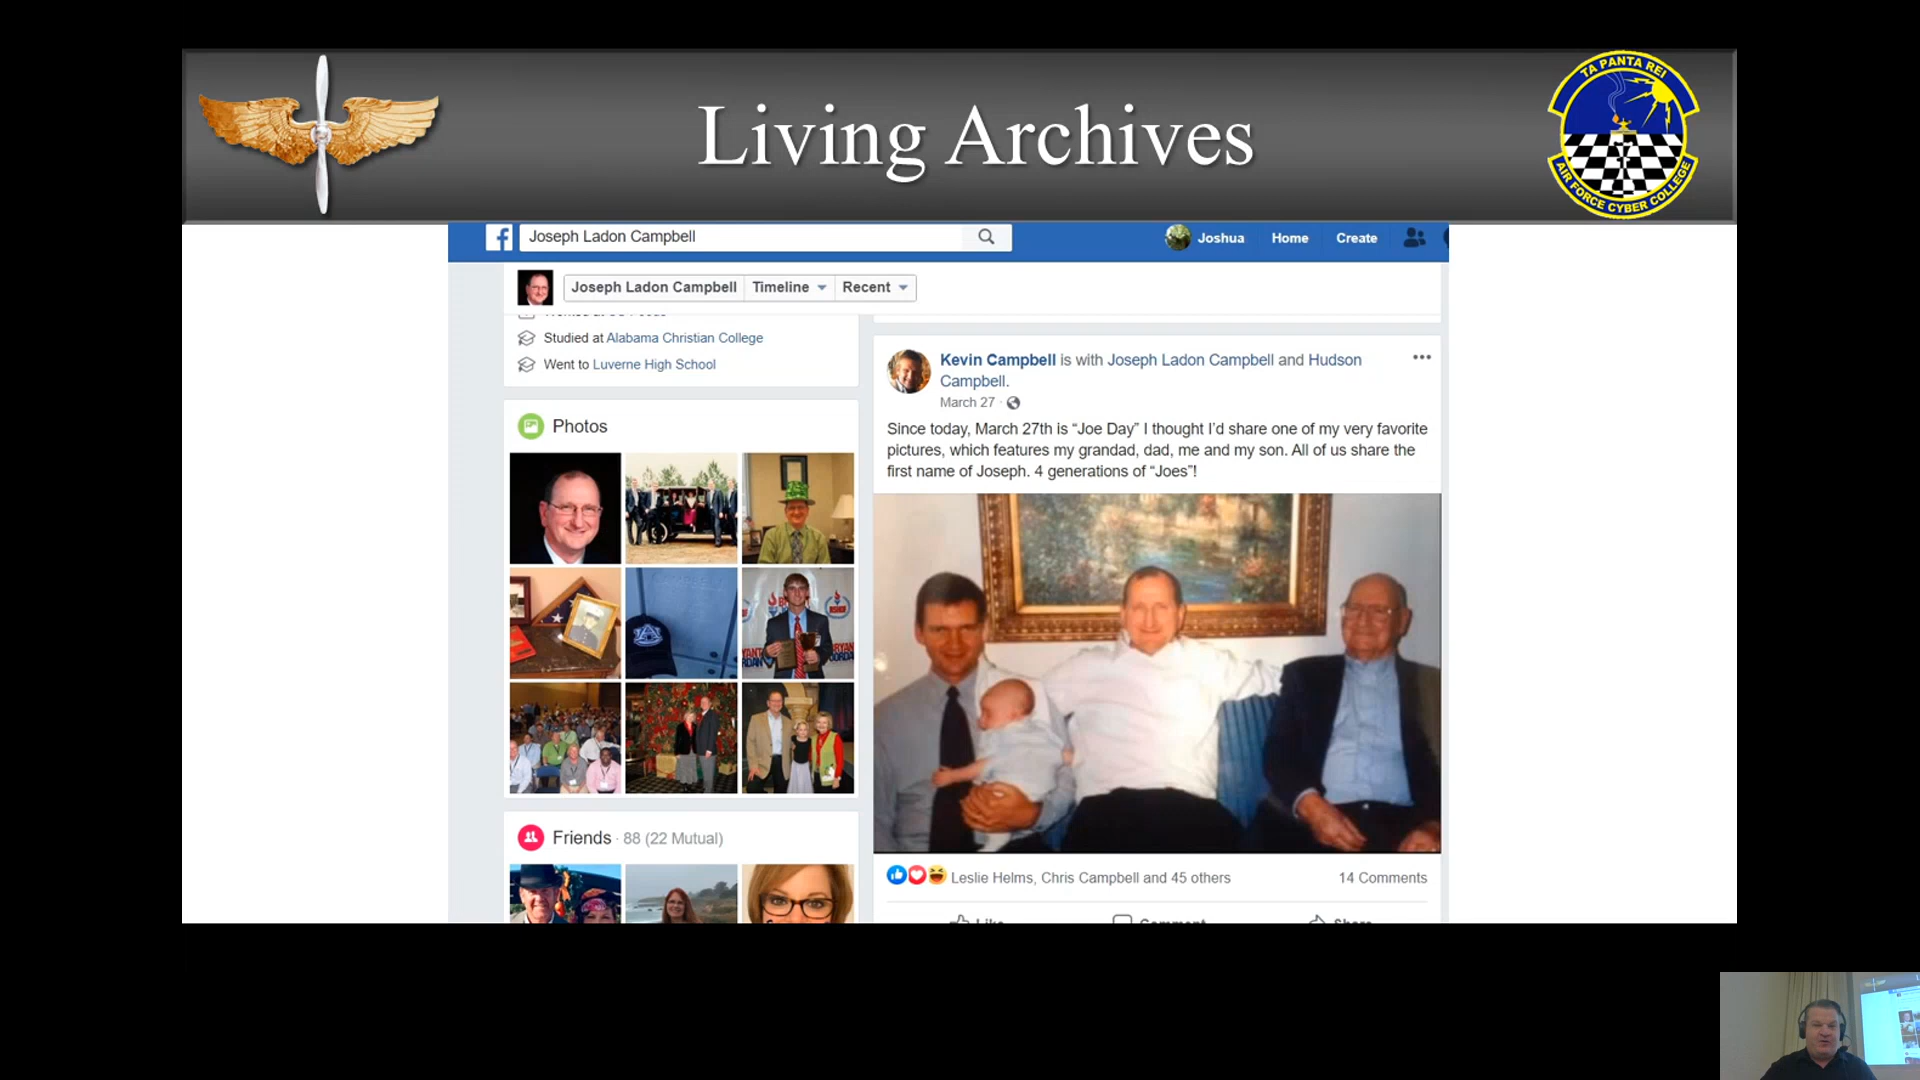 Living Archives
TA PANTA REI
AIR FORCE CYBER COLLEGE
Joseph Ladon Campbell
Joshua
Home
Create
Joseph Ladon Campbell
Timeline
Recent
Studied at Alabama Christian College
Went to Luverne High School
Photos
Friends · 88 (22 Mutual)
Kevin Campbell is with Joseph Ladon Campbell and Hudson
Campbell.
March 27 ·
Since today, March 27th is “Joe Day” I thought I’d share one of my very favorite
pictures, which features my grandad, dad, me and my son. All of us share the
first name of Joseph. 4 generations of “Joes”!
Leslie Helms, Chris Campbell and 45 others
14 Comments
Like
Comment
Share